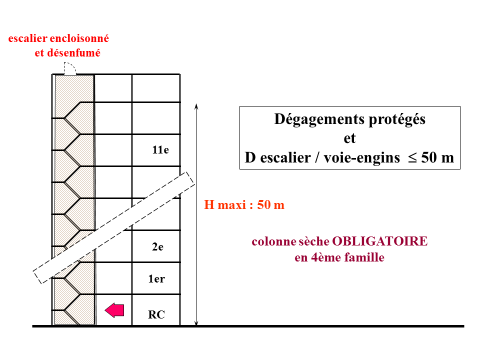 escalier encloisonné
et désenfumé
Dégagements protégés
et
D escalier / voie-engins ≤ 50 m
11e
H maxi : 50 m
colonne sèche OBLIGATOIRE
en 4ème famille
2e
1er
RC